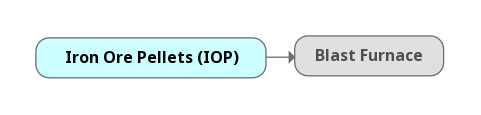 Iron Ore Pellets (IOP)
Blast Furnace